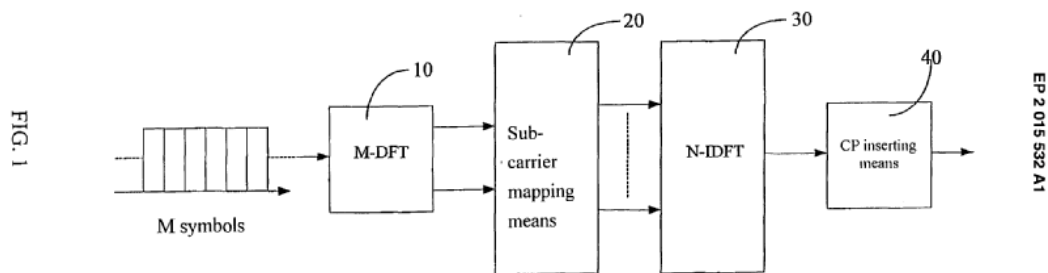 FIG. 1
M symbols
10
M-DFT
20
Sub-
carrier
mapping
means
30
N-IDFT
40
CP inserting
means
EP 2 015 532 A1